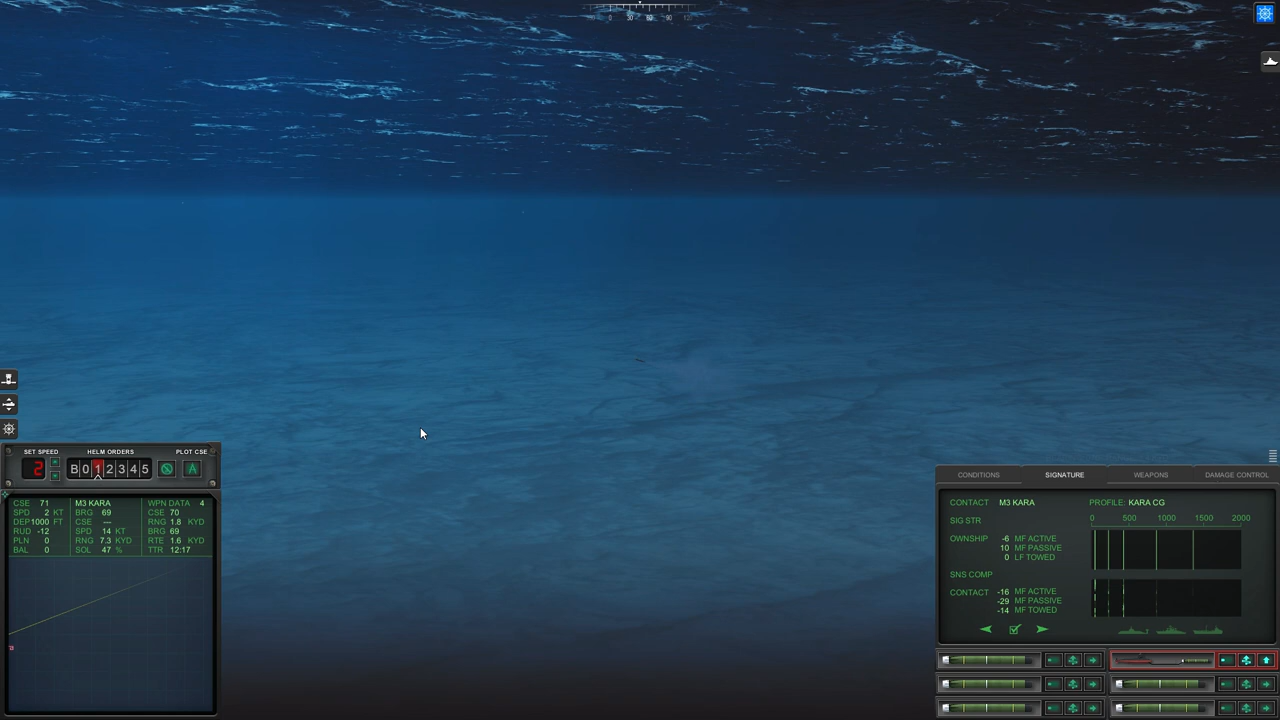 0 30 60 90
SET SPEED HELM ORDERS PLOT CSE
2 B 0 1 2 3 4 5 A
CSE 71 M3 KARA WPN DATA 4
SPD 2 KT BRG 69 CSE 70
DEP 1000 FT CSE --- RNG 1.8 KYD
RUD -12 SPD 14 KT BRG 69
PLN 0 RNG 7.3 KYD RTE 1.6 KYD
BAL 0 SOL 47 % TTR 12:17
CONDITIONS SIGNATURE WEAPONS DAMAGE CONTROL
CONTACT M3 KARA PROFILE: KARA CG
SIG STR 0 500 1000 1500 2000
OWNSHIP -6 MF ACTIVE
10 MF PASSIVE
0 LF TOWED
SNS COMP
CONTACT -16 MF ACTIVE
-29 MF PASSIVE
-14 MF TOWED